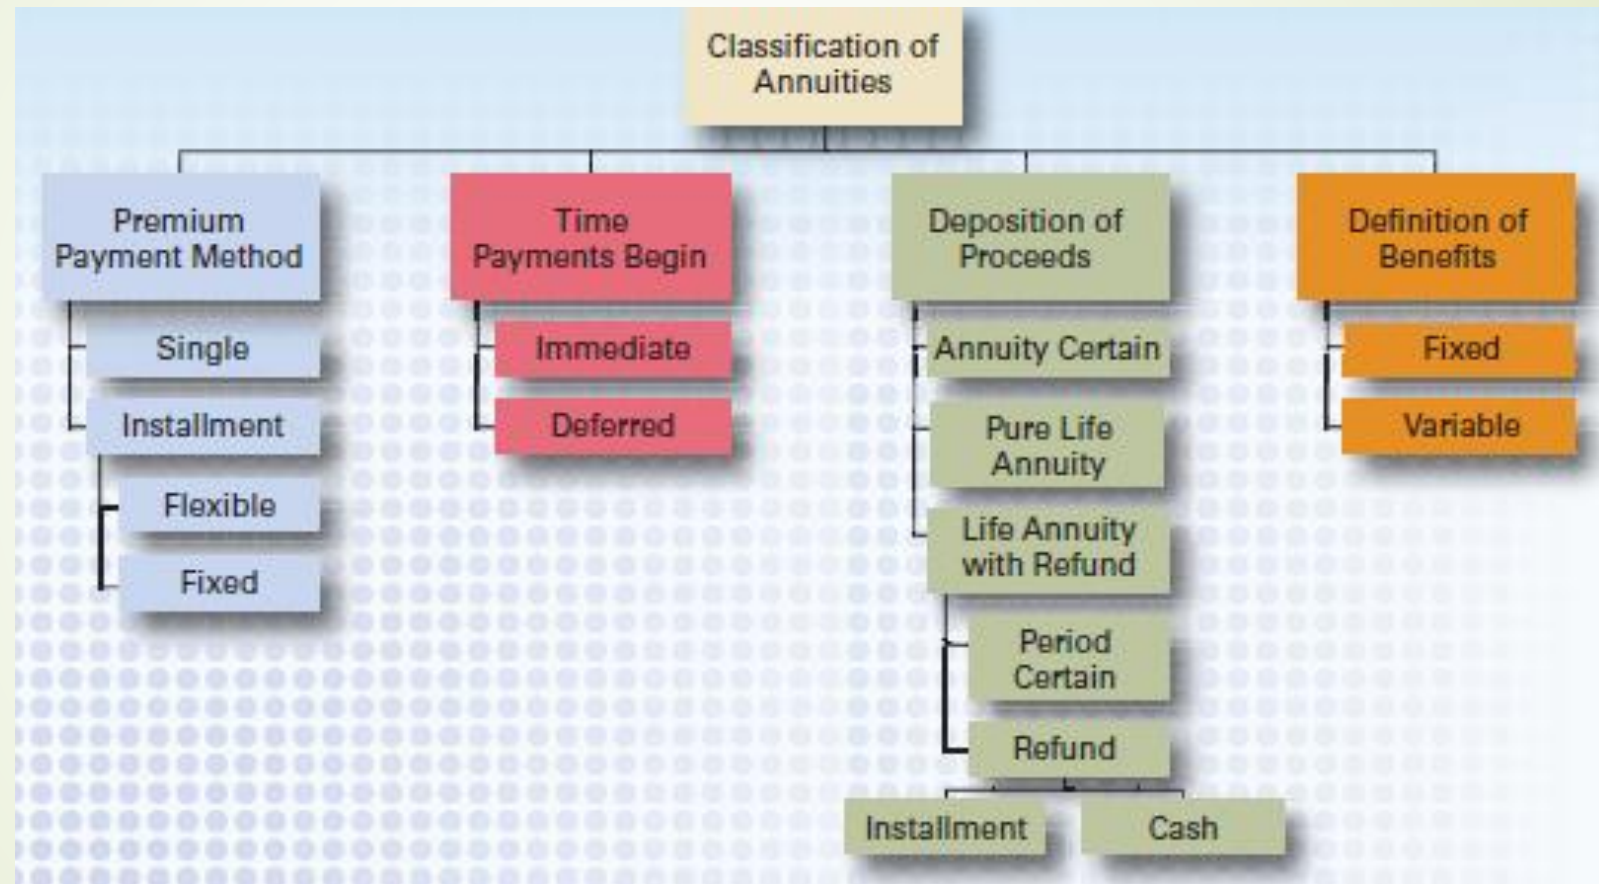 Classification of
Annuities
Premium
Payment Method
Single
Installment
Flexible
Fixed
Time
Payments Begin
Immediate
Deferred
Deposition of
Proceeds
Annuity Certain
Pure Life
Annuity
Life Annuity
with Refund
Period
Certain
Refund
Installment
Cash
Definition of
Benefits
Fixed
Variable